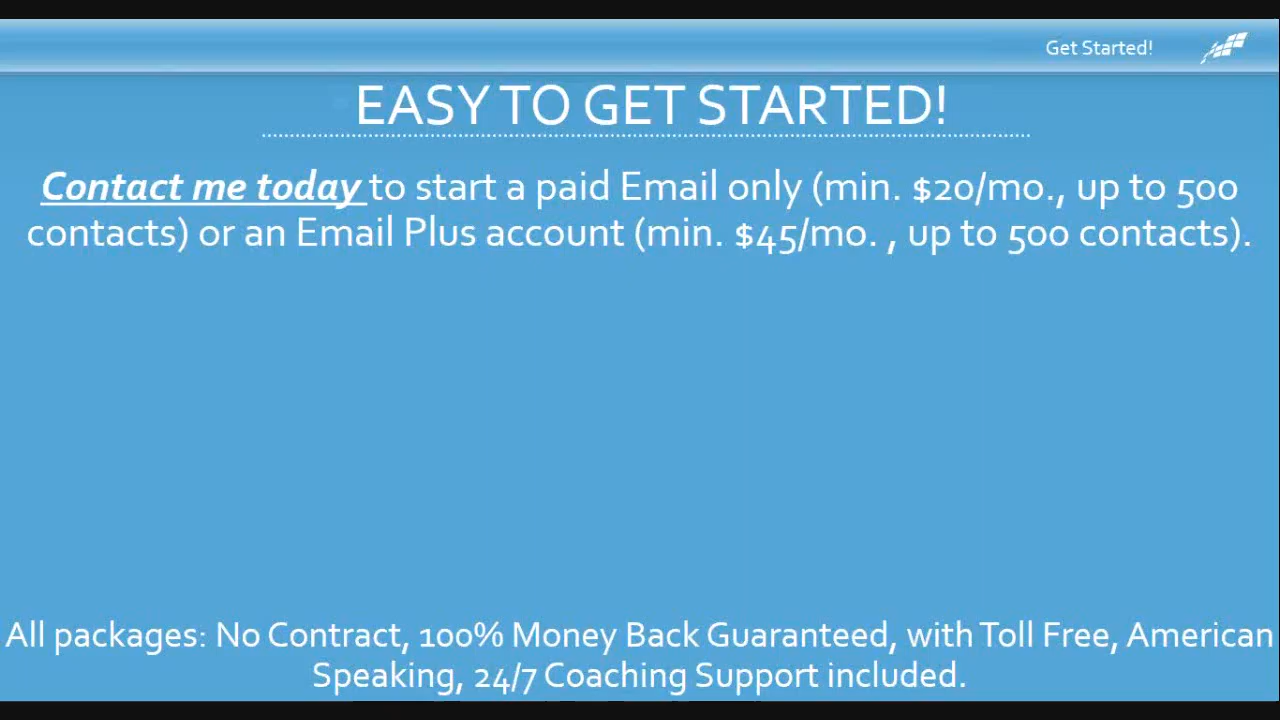 Get Started!
EASY TO GET STARTED!
Contact me today to start a paid Email only (min. $20/mo., up to 500
contacts) or an Email Plus account (min. $45/mo. , up to 500 contacts).
All packages: No Contract, 100% Money Back Guaranteed, with Toll Free, American
Speaking, 24/7 Coaching Support included.